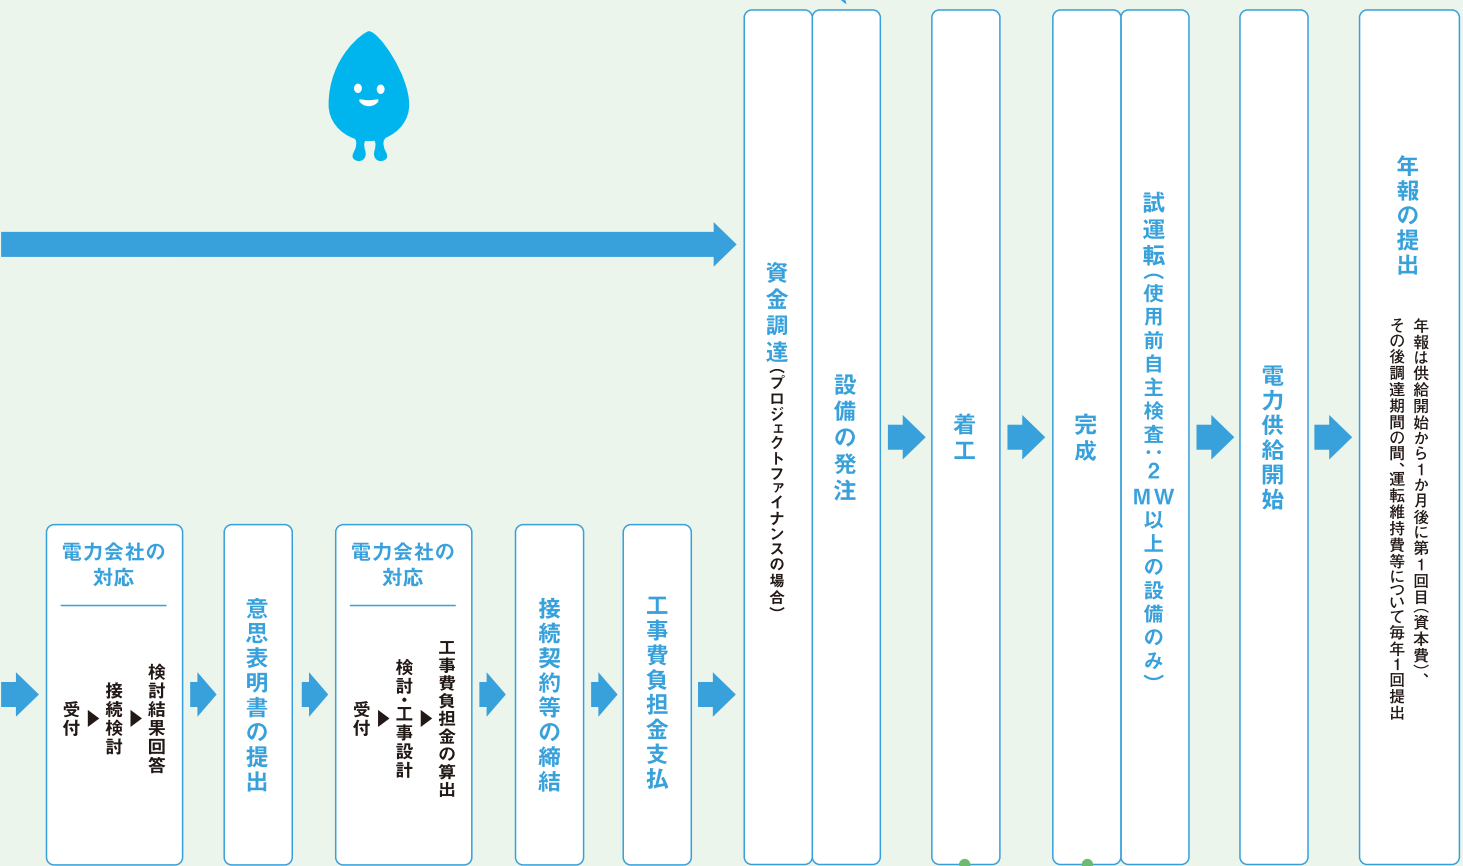 電力会社の
対応
受付
接続検討
検討結果回答
意思表明書の提出
電力会社の
対応
受付
検討・工事設計
工事費負担金の算出
接続契約等の締結
工事費負担金支払
資金調達（プロジェクトファイナンスの場合）
設備の発注
着工
完成
試運転（使用前自主検査：2MW以上の設備のみ）
電力供給開始
年報の提出
年報は供給開始から1か月後に第1回目（資本費）、
その後調達期間の間、運転維持費等について毎年1回提出